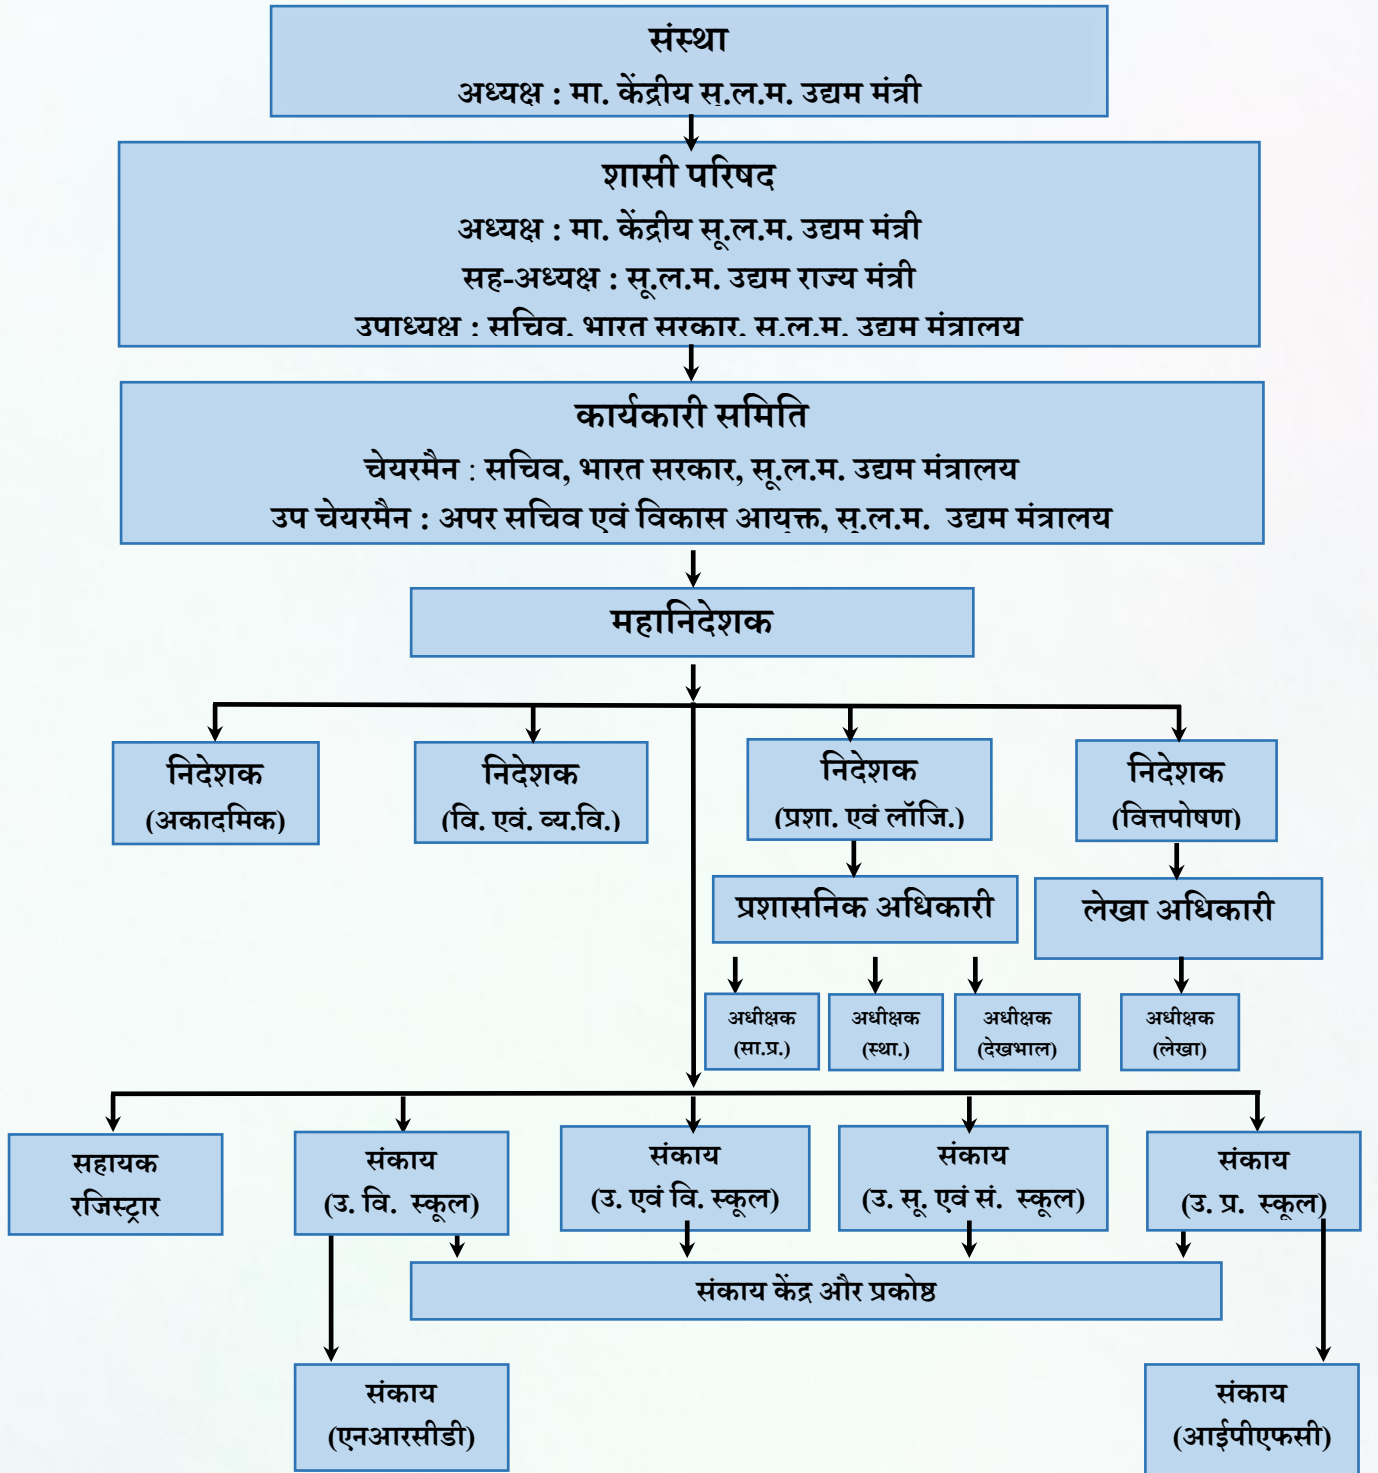 संस्था
अध्यक्ष : मा. केंद्रीय सू.ल.म. उद्यम मंत्री
शासी परिषद
अध्यक्ष : मा. केंद्रीय सू.ल.म. उद्यम मंत्री
सह-अध्यक्ष : सू.ल.म. उद्यम राज्य मंत्री
उपाध्यक्ष : सचिव, भारत सरकार, सू.ल.म. उद्यम मंत्रालय
कार्यकारी समिति
चेयरमैन : सचिव, भारत सरकार, सू.ल.म. उद्यम मंत्रालय
उप चेयरमैन : अपर सचिव एवं विकास आयुक्त, सू.ल.म. उद्यम मंत्रालय
महानिदेशक
निदेशक
(अकादमिक)
निदेशक
(वि. एवं. व्य.वि.)
निदेशक
(प्रशा. एवं लॉजि.)
निदेशक
(वित्तपोषण)
प्रशासनिक अधिकारी
लेखा अधिकारी
अधीक्षक
(सा.प्र.)
अधीक्षक
(स्था.)
अधीक्षक
(देखभाल)
अधीक्षक
(लेखा)
सहायक
रजिस्ट्रार
संकाय
(उ. वि. स्कूल)
संकाय
(उ. एवं वि. स्कूल)
संकाय
(उ. सू. एवं सं. स्कूल)
संकाय
(उ. प्र. स्कूल)
संकाय केंद्र और प्रकोष्ठ
संकाय
(एनआरसीडी)
संकाय
(आईपीएफसी)